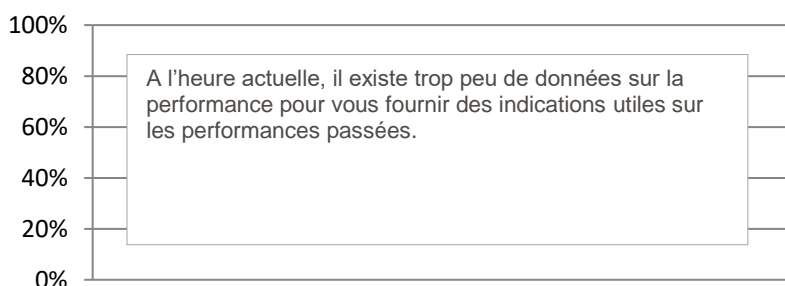 100%
80%
60%
40%
20%
0%
A l’heure actuelle, il existe trop peu de données sur la
performance pour vous fournir des indications utiles sur
les performances passées.